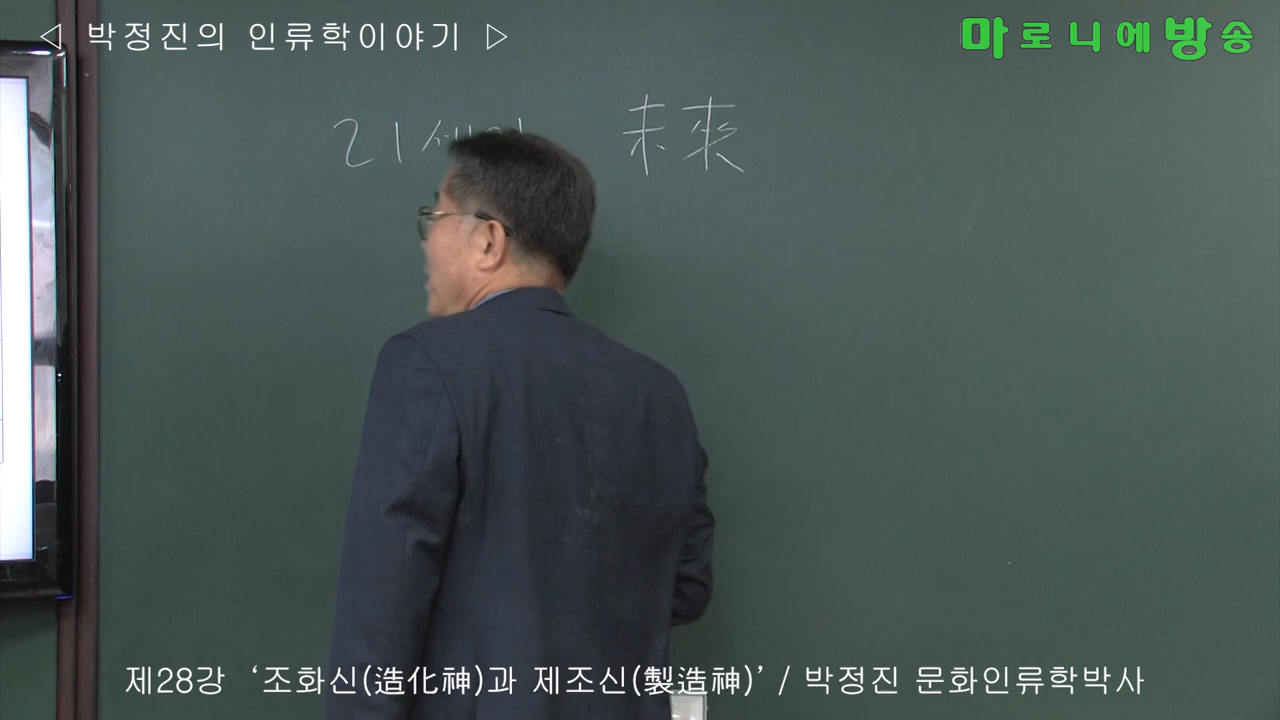 ◁ 박정진의 인류학이야기 ▷
마로니에방송
21세기 未來
제28강 ‘조화신(造化神)과 제조신(製造神)’ / 박정진 문화인류학박사